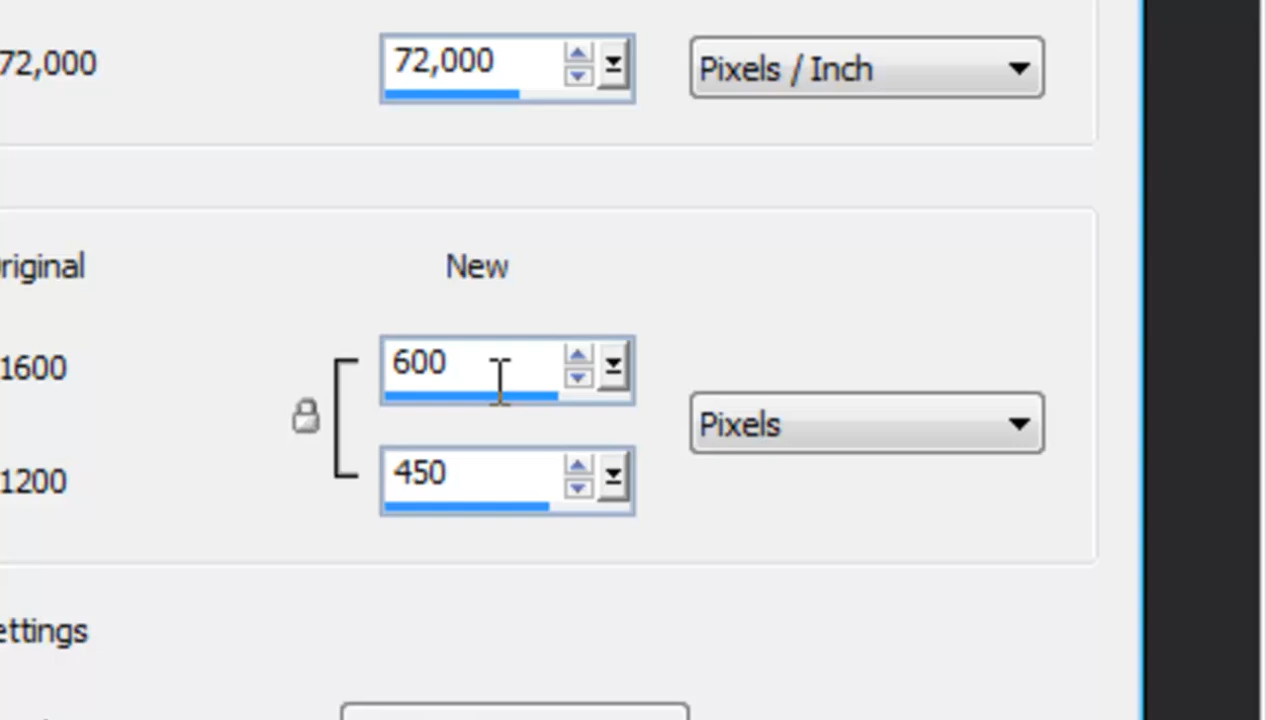 72,000 72,000 Pixels / Inch
riginal New
1600 600
Pixels
1200 450
ettings